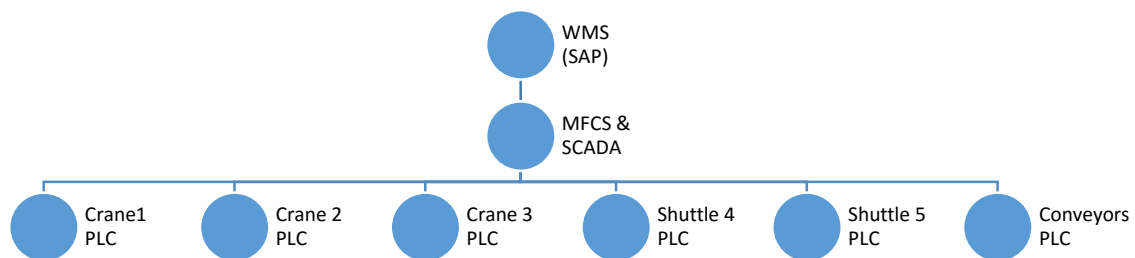 WMS
(SAP)
MFCS &
SCADA
Crane1
PLC
Crane 2
PLC
Crane 3
PLC
Shuttle 4
PLC
Shuttle 5
PLC
Conveyors
PLC